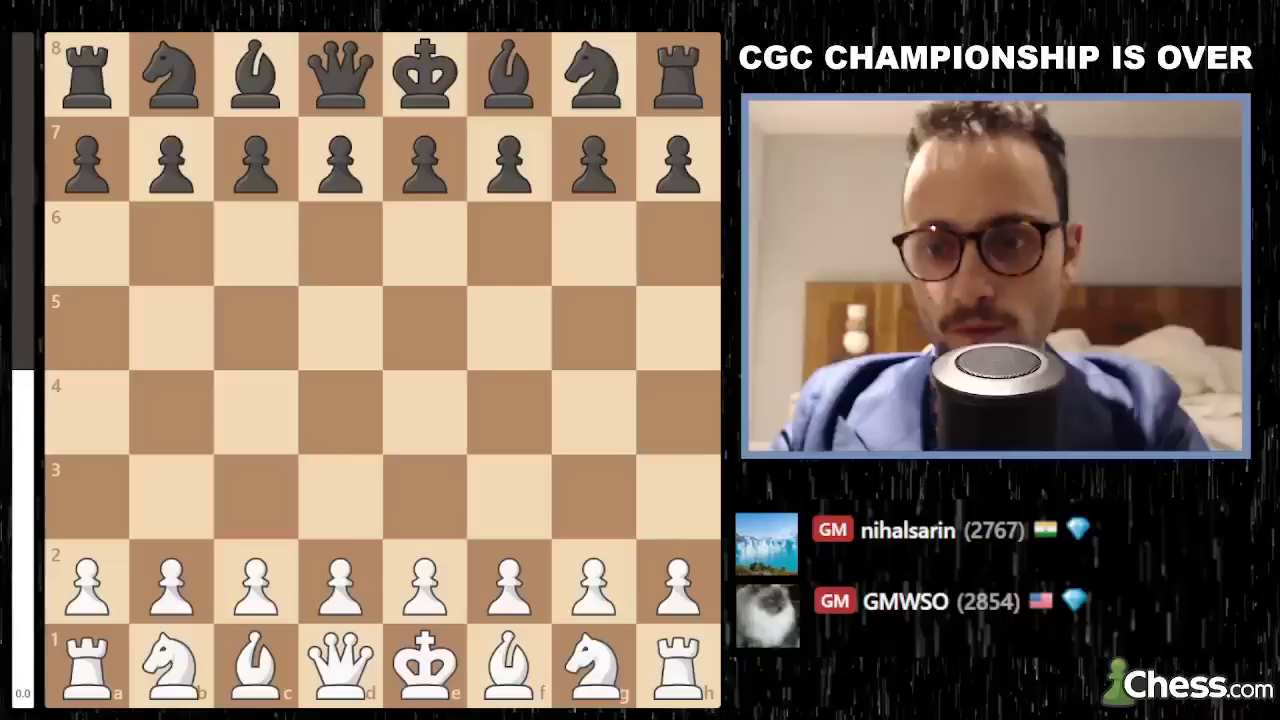 CGC CHAMPIONSHIP IS OVER
8
7
6
5
4
3
2
1
a b c d e f g h
0.0
GM nihalsarin (2767)
GM GMWSO (2854)
Chess.com